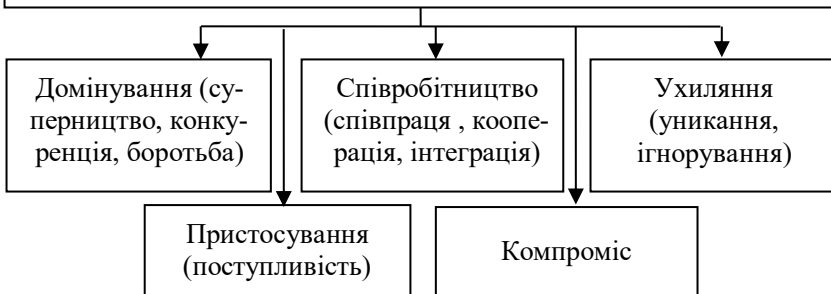 Домінування (су-
перництво, конку-
ренція, боротьба)
Співробітництво
(співпраця , коопе-
рація, інтеграція)
Ухиляння
(уникання,
ігнорування)
Пристосування
(поступливість)
Компроміс